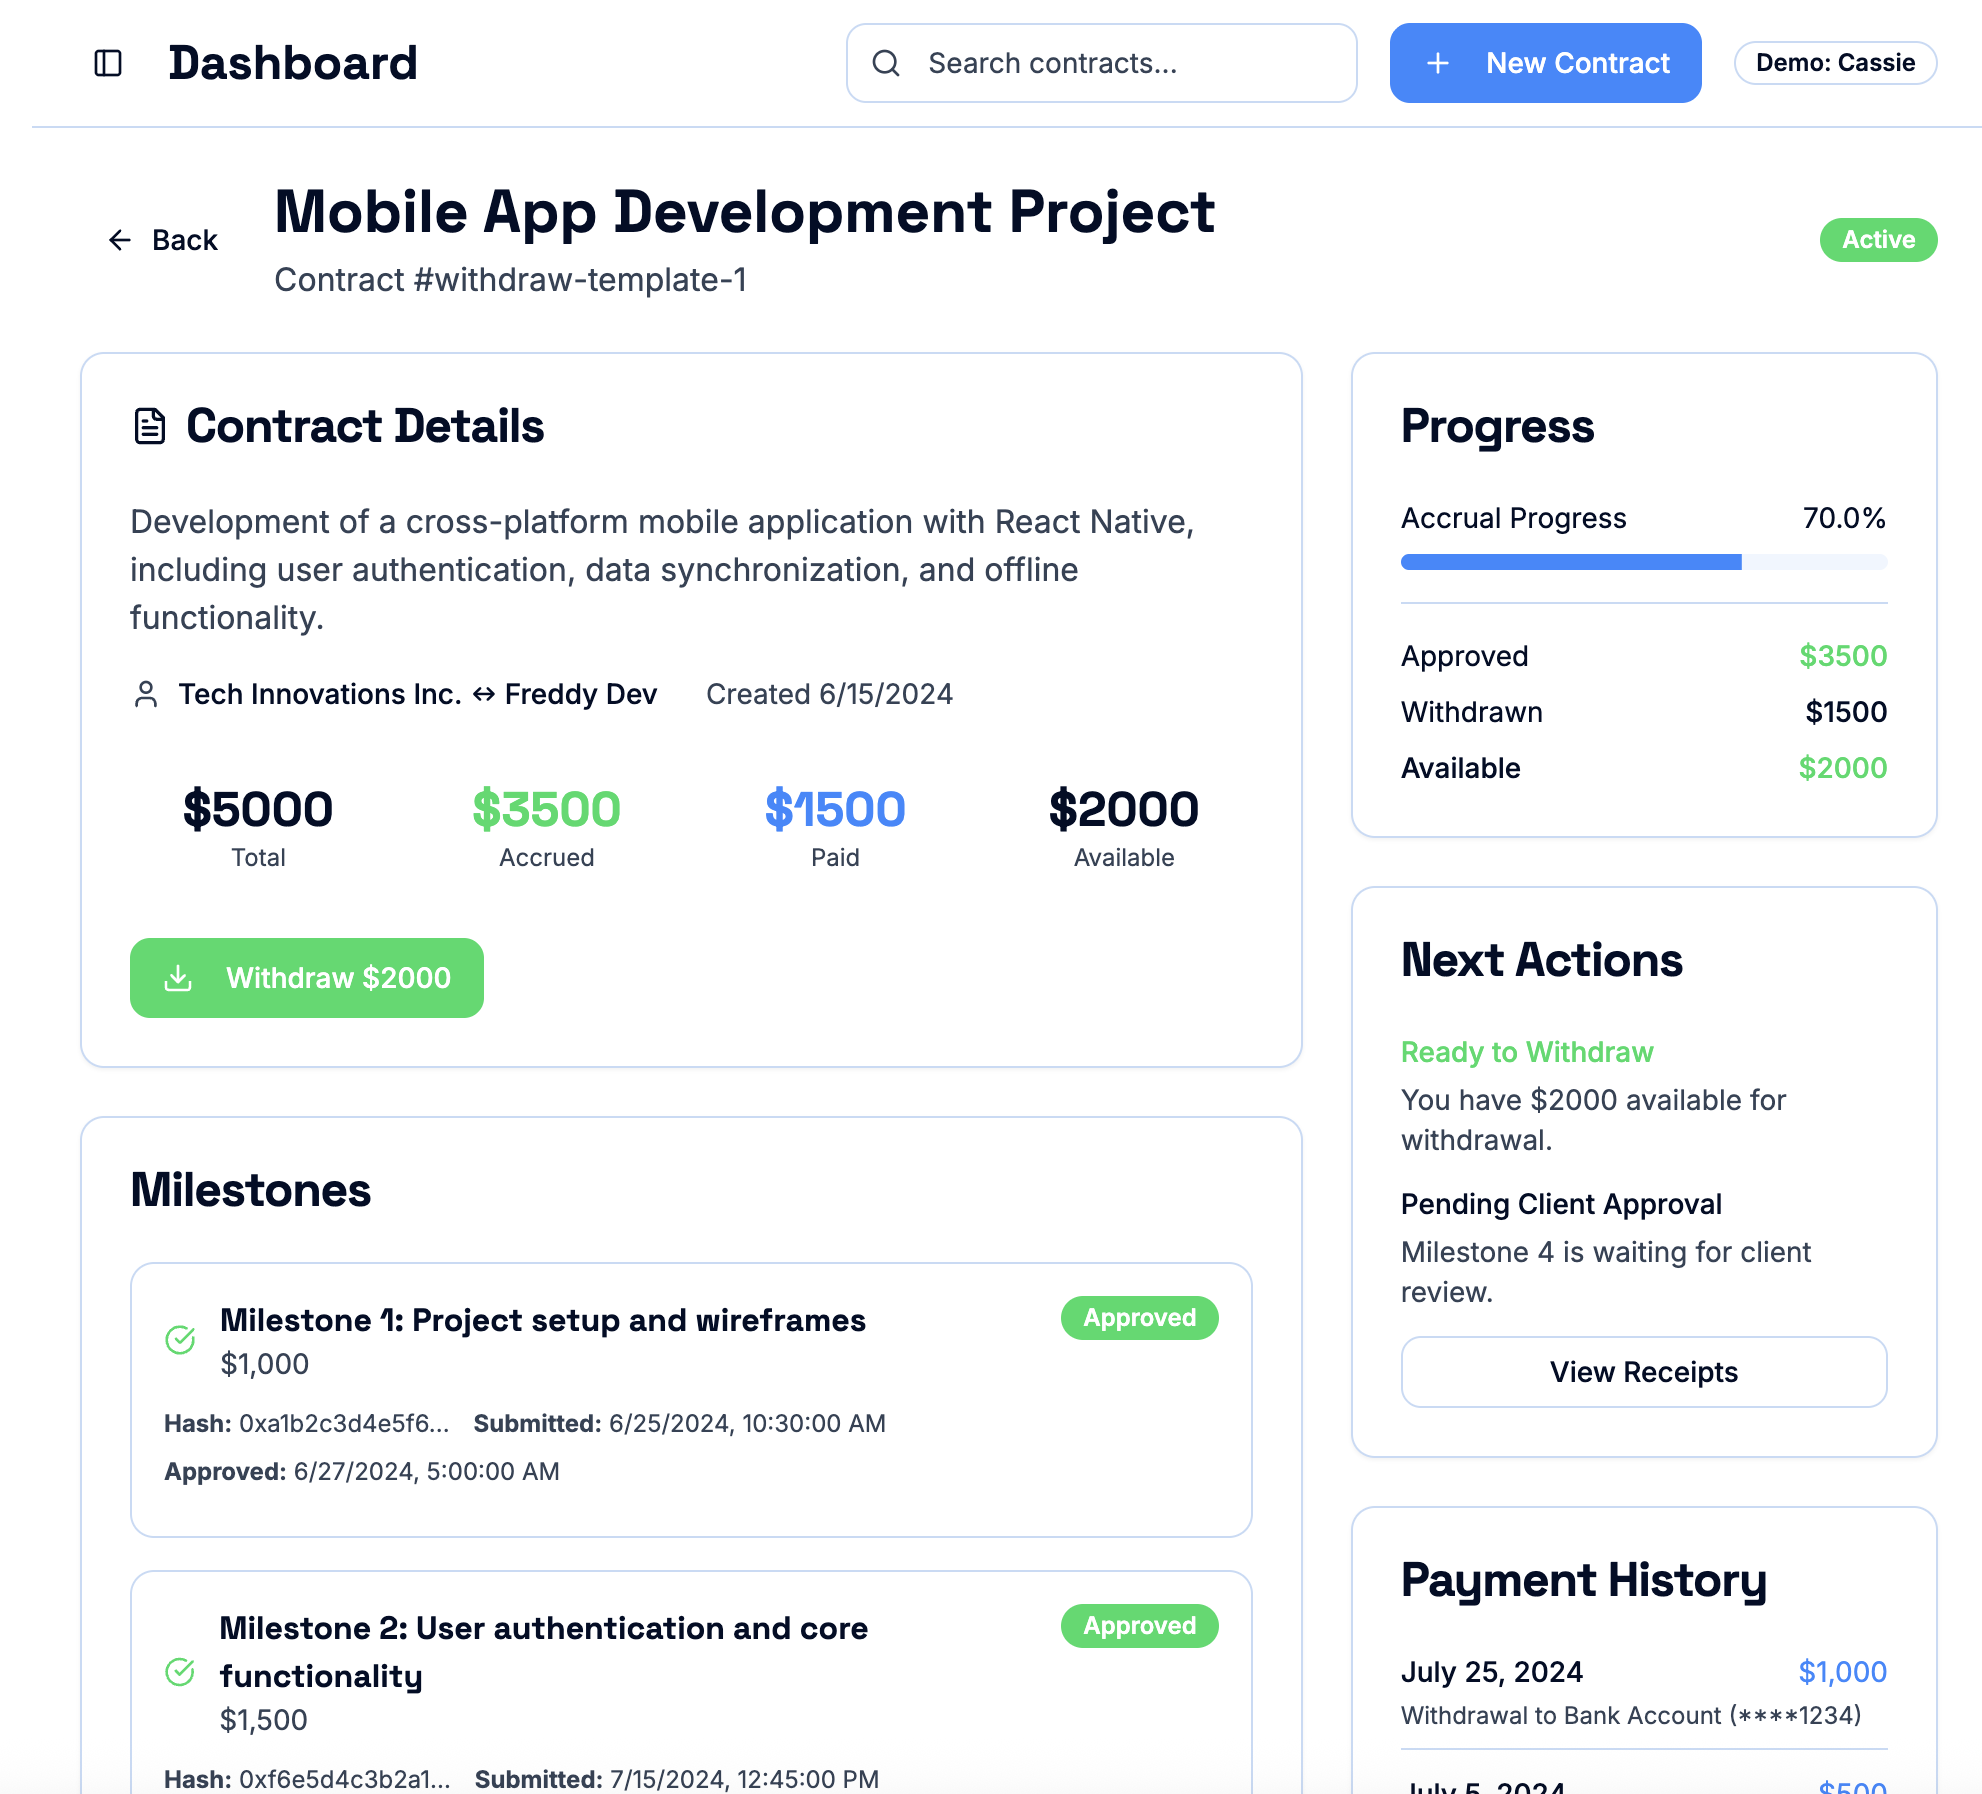 Dashboard
Search contracts...
New Contract
Demo: Cassie
Back
Mobile App Development Project
Contract #withdraw-template-1
Active
Contract Details
Development of a cross-platform mobile application with React Native,
including user authentication, data synchronization, and offline
functionality.
Tech Innovations Inc. ↔ Freddy Dev
Created 6/15/2024
$5000
Total
$3500
Accrued
$1500
Paid
$2000
Available
Withdraw $2000
Milestones
Milestone 1: Project setup and wireframes
$1,000
Approved
Hash: 0xa1b2c3d4e5f6... Submitted: 6/25/2024, 10:30:00 AM
Approved: 6/27/2024, 5:00:00 AM
Milestone 2: User authentication and core
functionality
$1,500
Approved
Hash: 0xf6e5d4c3b2a1... Submitted: 7/15/2024, 12:45:00 PM
Progress
Accrual Progress 70.0%
Approved $3500
Withdrawn $1500
Available $2000
Next Actions
Ready to Withdraw
You have $2000 available for
withdrawal.
Pending Client Approval
Milestone 4 is waiting for client
review.
View Receipts
Payment History
July 25, 2024 $1,000
Withdrawal to Bank Account (****1234)
July 5, 2024 $500